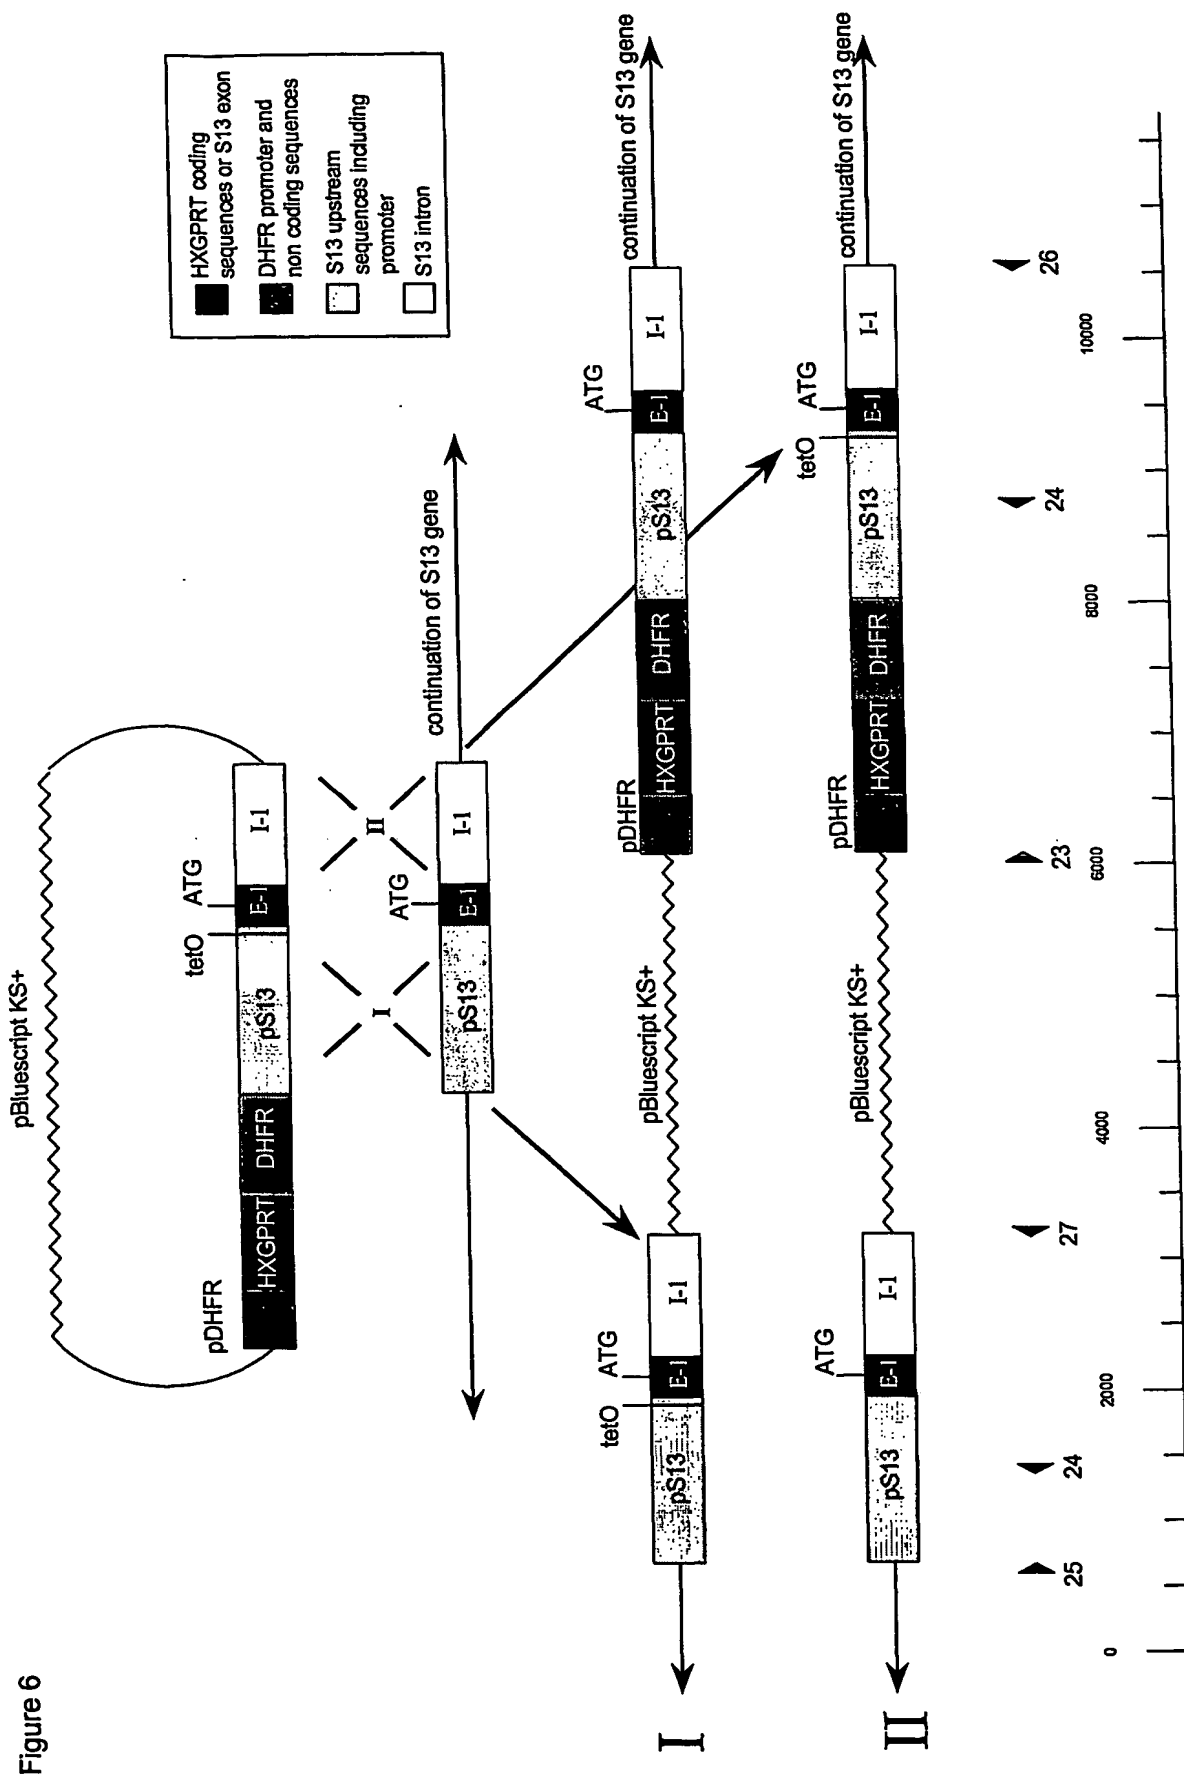 Figure 6
pBluescript KS+
HXGPRT coding
sequences or S13 exon
DHFR promoter and
non coding sequences
S13 upstream
sequences including
promoter
S13 intron
pDHFR
tetO
ATG
HXGPRT
DHFR
pS13
E-1
I-1
I
II
ATG
continuation of S13 gene
pS13
E-1
I-1
I
tetO
ATG
pS13
E-1
I-1
pBluescript KS+
pDHFR
HXGPRT
DHFR
pS13
ATG
E-1
I-1
continuation of S13 gene
II
ATG
pS13
E-1
I-1
pBluescript KS+
pDHFR
HXGPRT
DHFR
pS13
tetO
ATG
E-1
I-1
continuation of S13 gene
25
24
27
23
24
26
0
2000
4000
6000
8000
10000